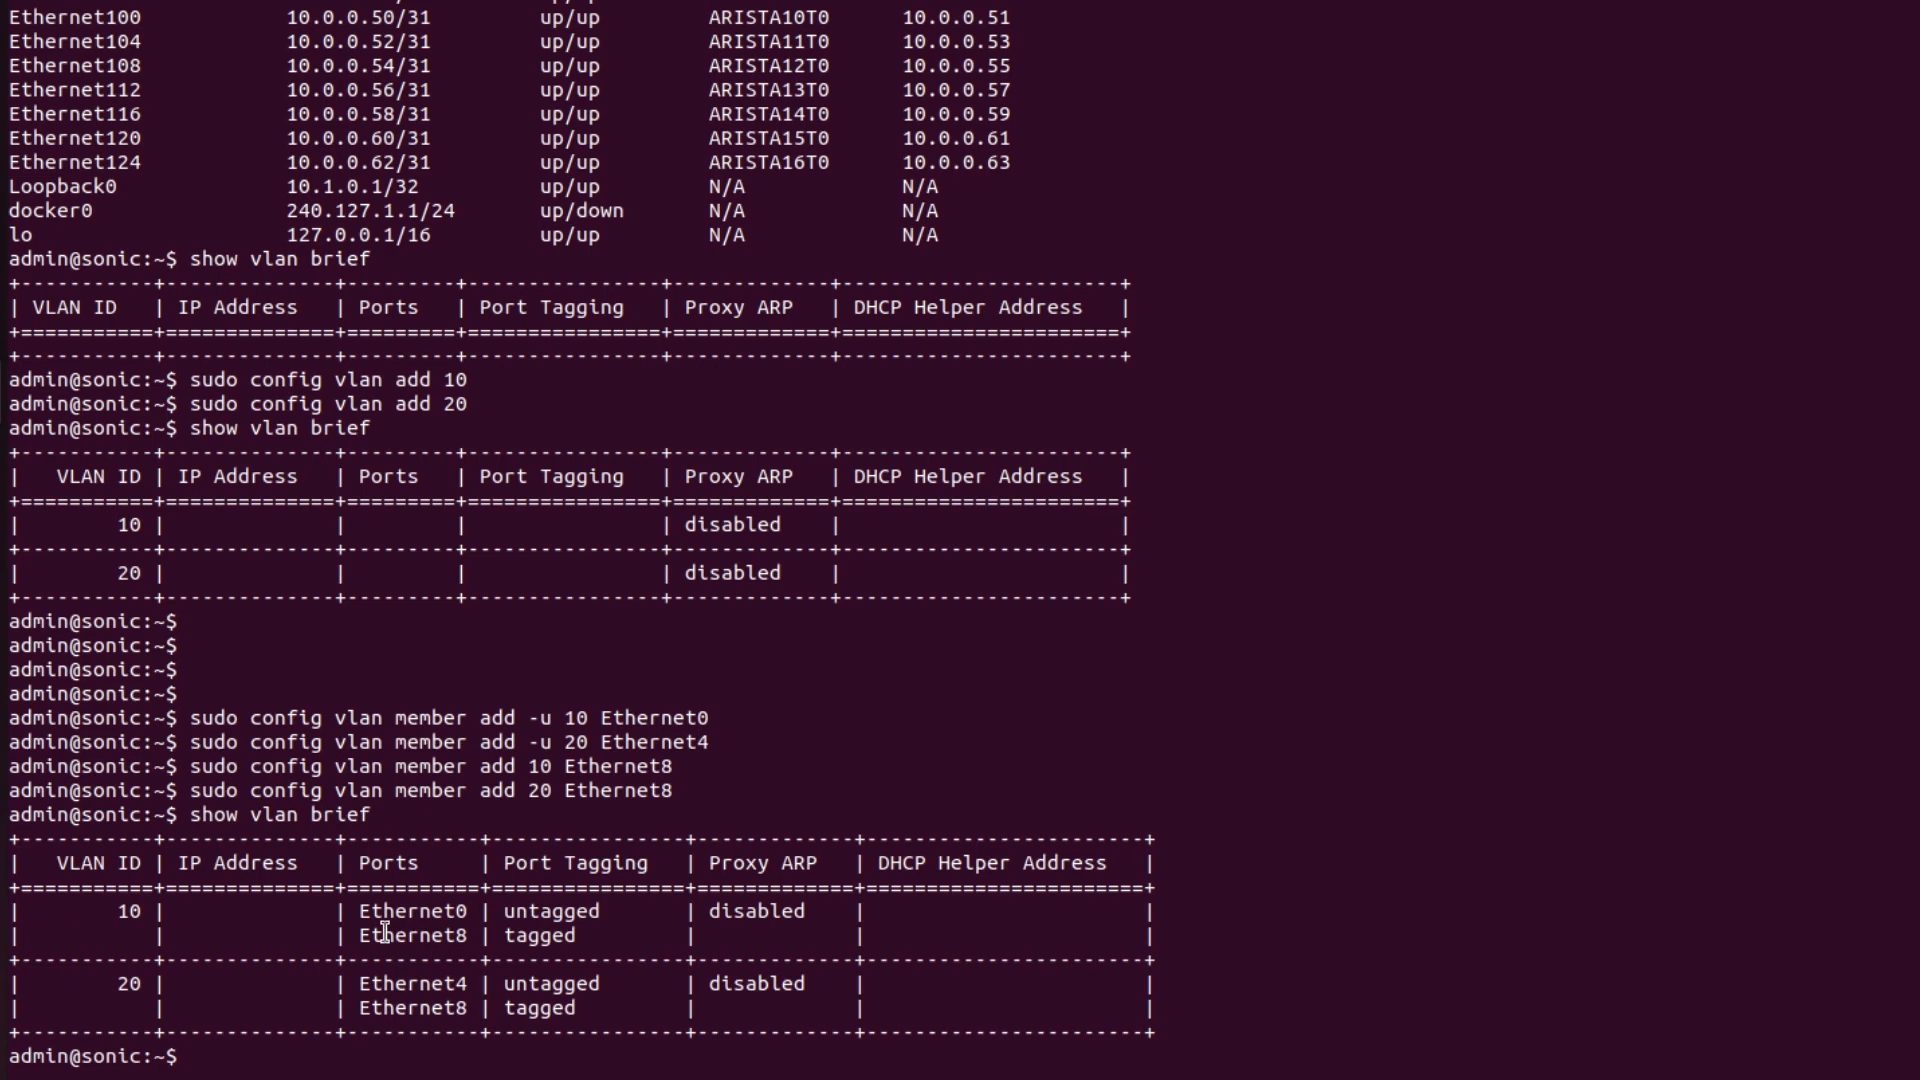 Ethernet100            10.0.0.50/31         up/up         ARISTA10T0      10.0.0.51
Ethernet104            10.0.0.52/31         up/up         ARISTA11T0      10.0.0.53
Ethernet108            10.0.0.54/31         up/up         ARISTA12T0      10.0.0.55
Ethernet112            10.0.0.56/31         up/up         ARISTA13T0      10.0.0.57
Ethernet116            10.0.0.58/31         up/up         ARISTA14T0      10.0.0.59
Ethernet120            10.0.0.60/31         up/up         ARISTA15T0      10.0.0.61
Ethernet124            10.0.0.62/31         up/up         ARISTA16T0      10.0.0.63
Loopback0              10.1.0.1/32          up/up         N/A             N/A
docker0                240.127.1.1/24       up/down       N/A             N/A
lo                     127.0.0.1/16         up/up         N/A             N/A
admin@sonic:~$ show vlan brief
+-----------+--------------+---------+----------------+-------------+-----------------------+
| VLAN ID   | IP Address   | Ports   | Port Tagging   | Proxy ARP   | DHCP Helper Address   |
+===========+==============+=========+================+=============+=======================+
+-----------+--------------+---------+----------------+-------------+-----------------------+
admin@sonic:~$ sudo config vlan add 10
admin@sonic:~$ sudo config vlan add 20
admin@sonic:~$ show vlan brief
+-----------+--------------+---------+----------------+-------------+-----------------------+
|   VLAN ID | IP Address   | Ports   | Port Tagging   | Proxy ARP   | DHCP Helper Address   |
+===========+==============+=========+================+=============+=======================+
|        10 |              |         |                | disabled    |                       |
+-----------+--------------+---------+----------------+-------------+-----------------------+
|        20 |              |         |                | disabled    |                       |
+-----------+--------------+---------+----------------+-------------+-----------------------+
admin@sonic:~$
admin@sonic:~$
admin@sonic:~$
admin@sonic:~$
admin@sonic:~$ sudo config vlan member add -u 10 Ethernet0
admin@sonic:~$ sudo config vlan member add -u 20 Ethernet4
admin@sonic:~$ sudo config vlan member add 10 Ethernet8
admin@sonic:~$ sudo config vlan member add 20 Ethernet8
admin@sonic:~$ show vlan brief
+-----------+--------------+-----------+----------------+-------------+-----------------------+
|   VLAN ID | IP Address   | Ports     | Port Tagging   | Proxy ARP   | DHCP Helper Address   |
+===========+==============+===========+================+=============+=======================+
|        10 |              | Ethernet0 | untagged       | disabled    |                       |
|           |              | Ethernet8 | tagged         |             |                       |
+-----------+--------------+-----------+----------------+-------------+-----------------------+
|        20 |              | Ethernet4 | untagged       | disabled    |                       |
|           |              | Ethernet8 | tagged         |             |                       |
+-----------+--------------+-----------+----------------+-------------+-----------------------+
admin@sonic:~$